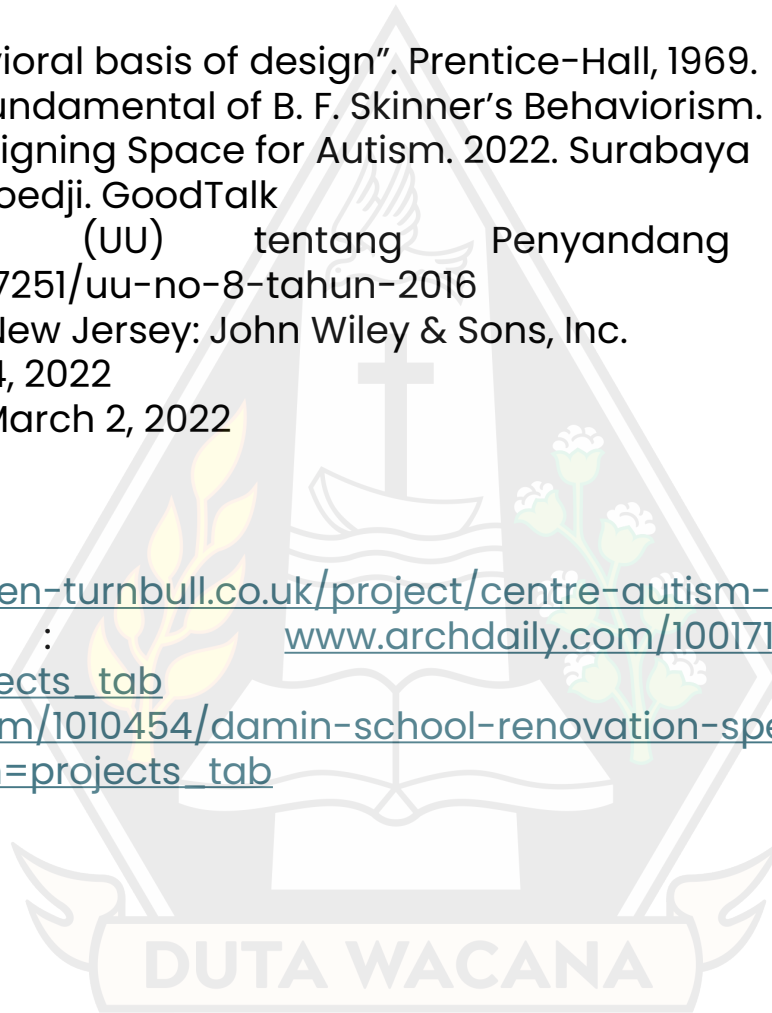 vioral basis of design”. Prentice-Hall, 1969.
undamental of B. F. Skinner’s Behaviorism.
igning Space for Autism. 2022. Surabaya
oedji. GoodTalk
(UU) tentang Penyandang
7251/uu-no-8-tahun-2016
New Jersey: John Wiley & Sons, Inc.
4, 2022
March 2, 2022
en-turnbull.co.uk/project/centre-autism-
: www.archdaily.com/100171
ects_tab
m/1010454/damin-school-renovation-spe
n=projects_tab
DUTA WACANA